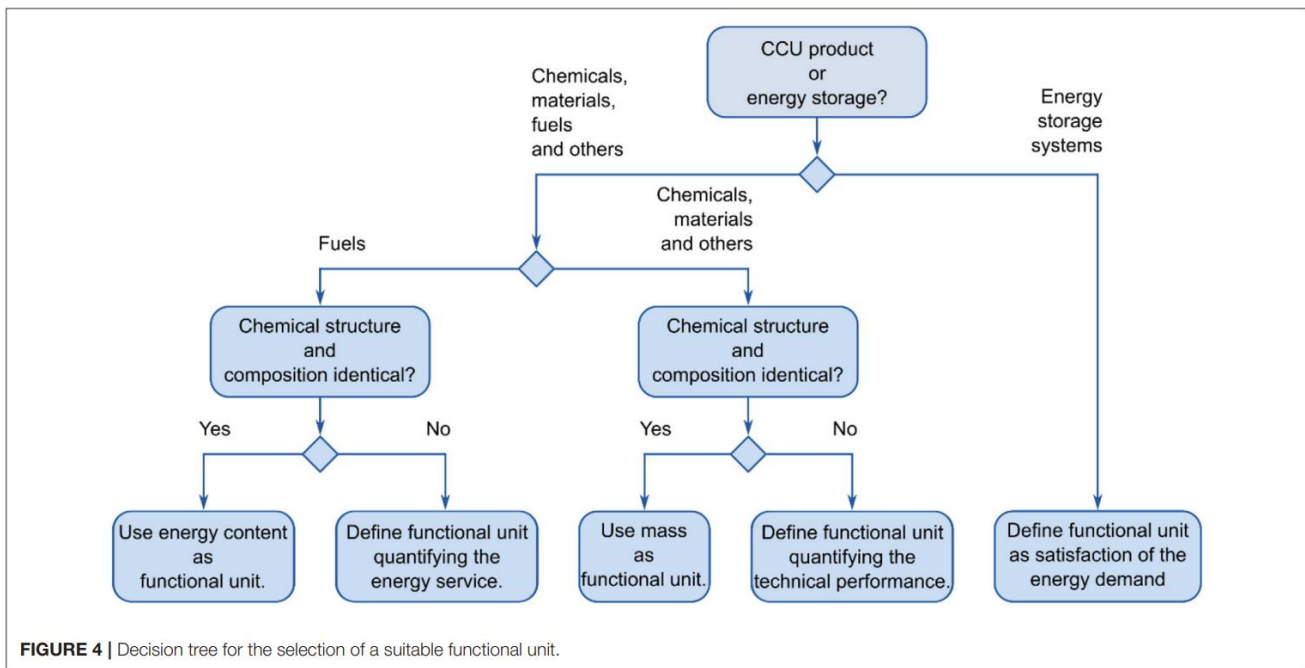 CCU product
or
energy storage?
Chemicals,
materials,
fuels
and others
Energy
storage
systems
Chemicals,
materials
and others
Fuels
Chemical structure
and
composition identical?
Chemical structure
and
composition identical?
Yes
No
Yes
No
Use energy content
as
functional unit.
Define functional unit
quantifying the
energy service.
Use mass
as
functional unit.
Define functional unit
quantifying the
technical performance.
Define functional unit
as satisfaction of the
energy demand
FIGURE 4 | Decision tree for the selection of a suitable functional unit.